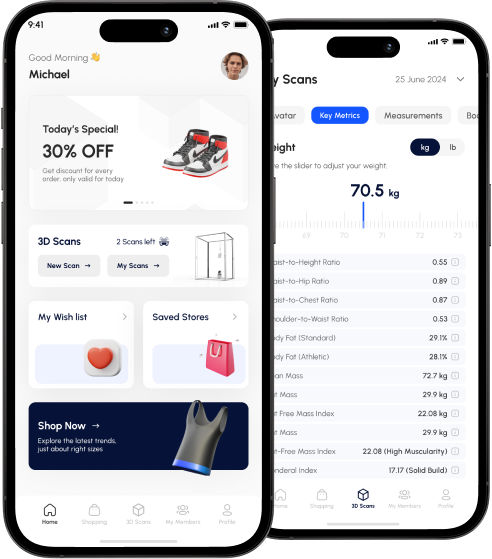 9:41
Good Morning 👋
Michael
Today's Special!
30% OFF
Get discount for every
order. only valid for today
3D Scans
2 Scans left
New Scan →
My Scans →
My Wish list
Saved Stores
Shop Now →
Explore the latest trends,
just about right sizes
Home
Shopping
3D Scans
My Members
Profile
y Scans
25 June 2024
vatar
Key Metrics
Measurements
Bo
eight
kg
lb
e the slider to adjust your weight.
70.5 kg
69
70
71
72
73
aist-to-Height Ratio 0.55
aist-to-Hip Ratio 0.89
aist-to-Chest Ratio 0.87
oulder-to-Waist Ratio 0.53
dy Fat (Standard) 29.1%
dy Fat (Athletic) 28.1%
an Mass 72.7 kg
t Mass 29.9 kg
t Free Mass Index 22.08 kg
t Mass 29.9 kg
t-Free Mass Index 22.08 (High Muscularity)
onderal Index 17.17 (Solid Build)
ome
Shopping
3D Scans
My Members
Profile